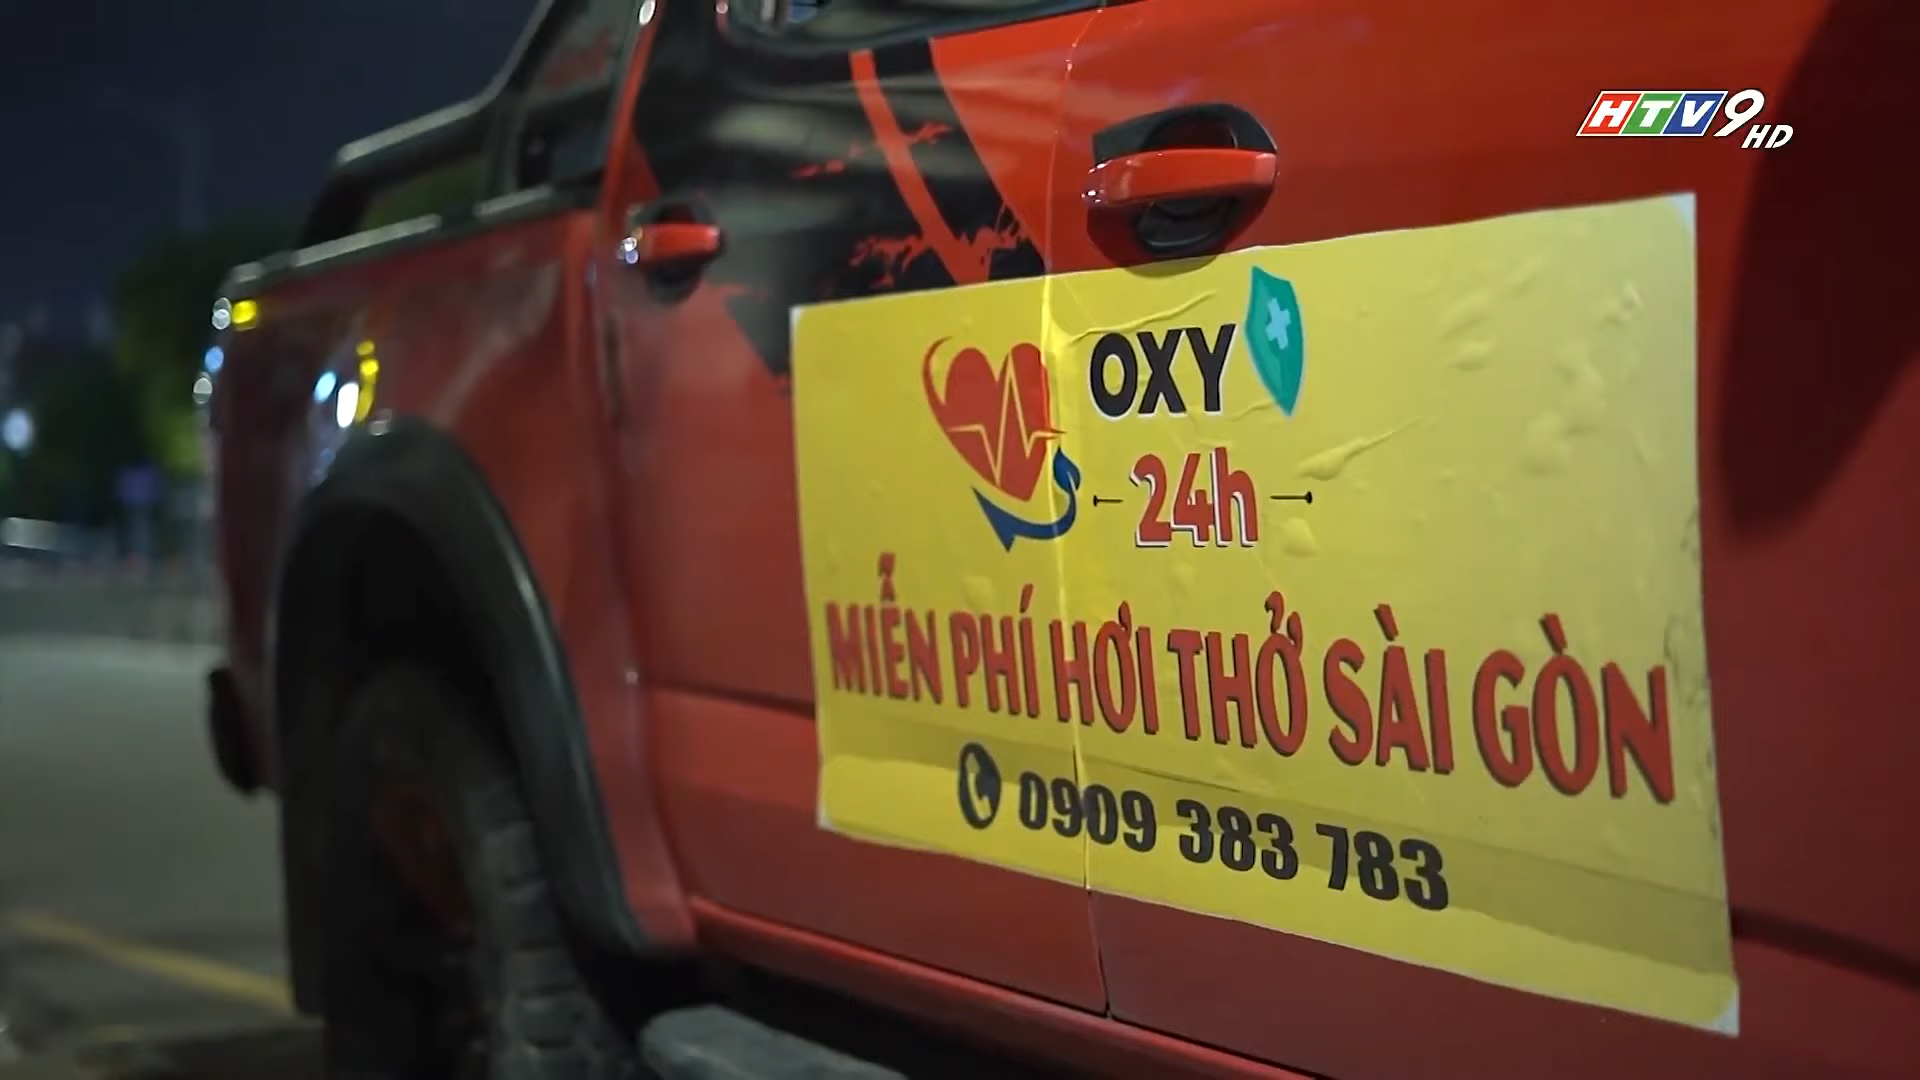 HTV9 HD
OXY
24h
MIỄN PHÍ HƠI THỞ SÀI GÒN
0909 383 783